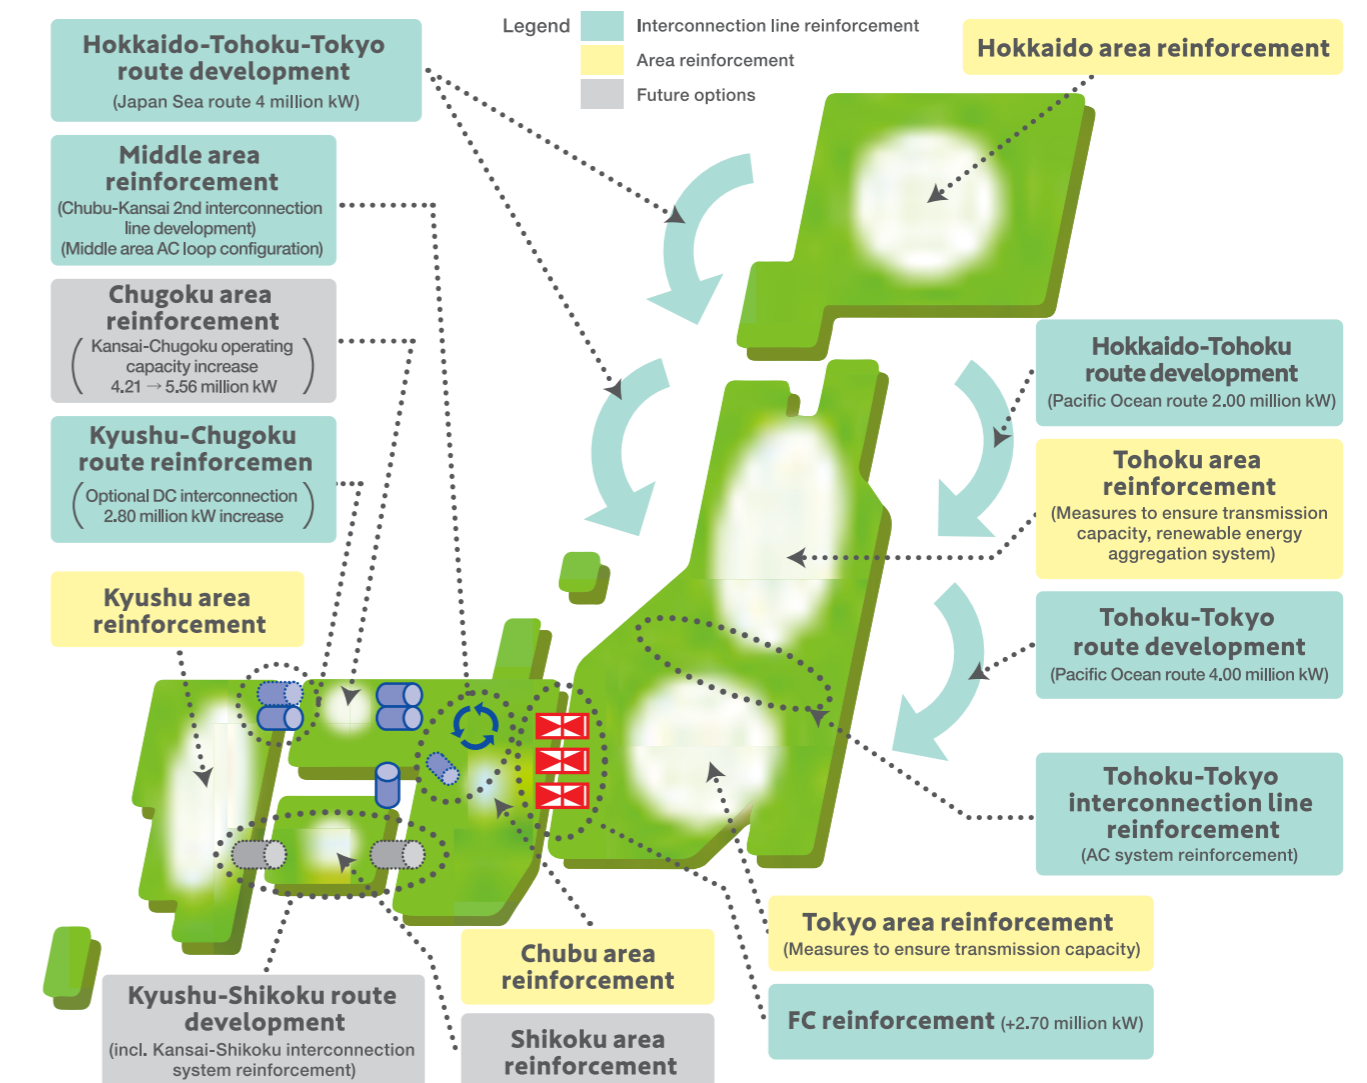 Legend
Interconnection line reinforcement
Area reinforcement
Future options
Hokkaido-Tohoku-Tokyo
route development
(Japan Sea route 4 million kW)
Middle area
reinforcement
(Chubu-Kansai 2nd interconnection
line development)
(Middle area AC loop configuration)
Chugoku area
reinforcement
(Kansai-Chugoku operating
capacity increase
4.21 → 5.56 million kW)
Kyushu-Chugoku
route reinforcemen
(Optional DC interconnection
2.80 million kW increase)
Kyushu area
reinforcement
Hokkaido area reinforcement
Hokkaido-Tohoku
route development
(Pacific Ocean route 2.00 million kW)
Tohoku area
reinforcement
(Measures to ensure transmission
capacity, renewable energy
aggregation system)
Tohoku-Tokyo
route development
(Pacific Ocean route 4.00 million kW)
Tohoku-Tokyo
interconnection line
reinforcement
(AC system reinforcement)
Tokyo area reinforcement
(Measures to ensure transmission capacity)
FC reinforcement (+2.70 million kW)
Chubu area
reinforcement
Shikoku area
reinforcement
Kyushu-Shikoku route
development
(incl. Kansai-Shikoku interconnection
system reinforcement)